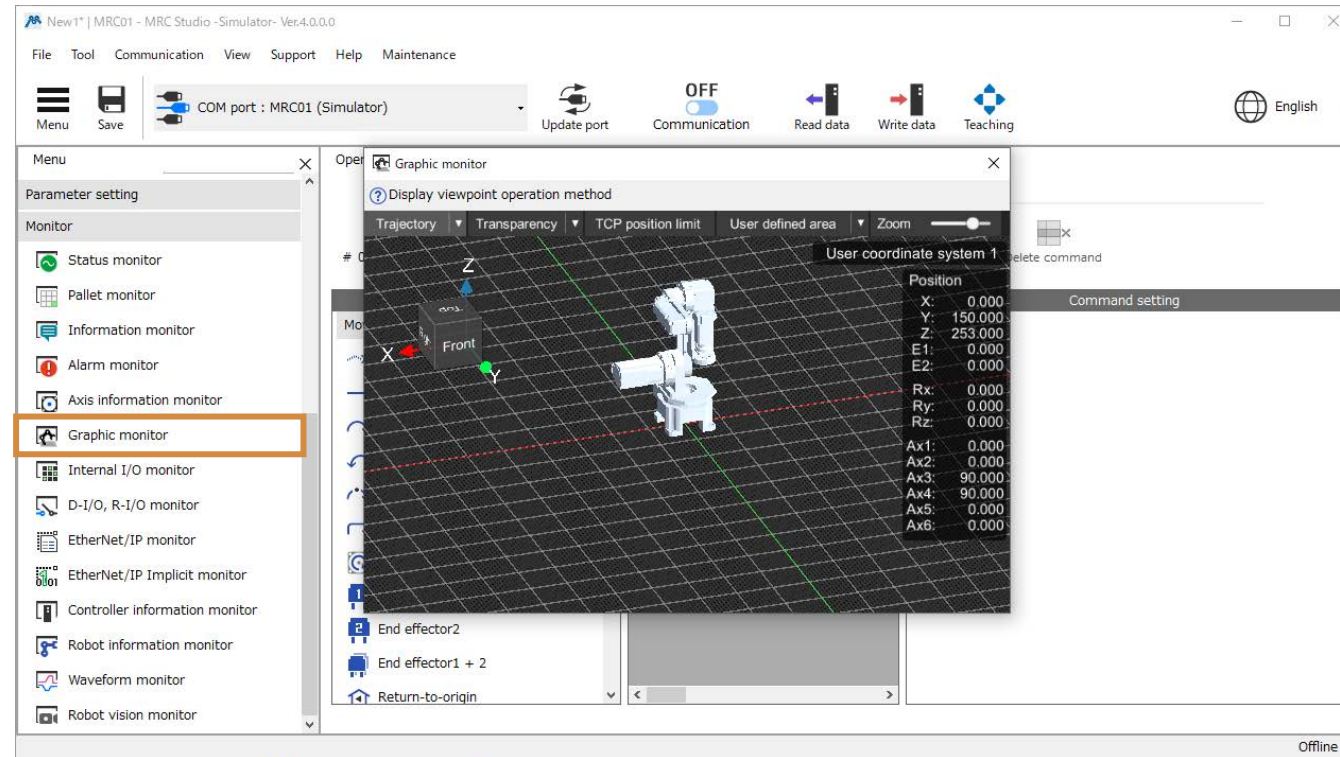 New1* | MRC01 - MRC Studio -Simulator- Ver.4.0.0.0
File Tool Communication View Support Help Maintenance
Menu
Save
COM port : MRC01 (Simulator)
Update port
OFF
Communication
Read data
Write data
Teaching
English
Menu
Parameter setting
Monitor
Status monitor
Pallet monitor
Information monitor
Alarm monitor
Axis information monitor
Graphic monitor
Internal I/O monitor
D-I/O, R-I/O monitor
EtherNet/IP monitor
EtherNet/IP Implicit monitor
Controller information monitor
Robot information monitor
Waveform monitor
Robot vision monitor
Oper
Graphic monitor
? Display viewpoint operation method
Trajectory Transparency TCP position limit User defined area Zoom
User coordinate system 1
Z
X
Y
Front
Position
X: 0.000
Y: 150.000
Z: 253.000
E1: 0.000
E2: 0.000
Rx: 0.000
Ry: 0.000
Rz: 0.000
Ax1: 0.000
Ax2: 0.000
Ax3: 90.000
Ax4: 90.000
Ax5: 0.000
Ax6: 0.000
elete command
Command setting
Mo
1
2 End effector2
End effector1 + 2
Return-to-origin
Offline